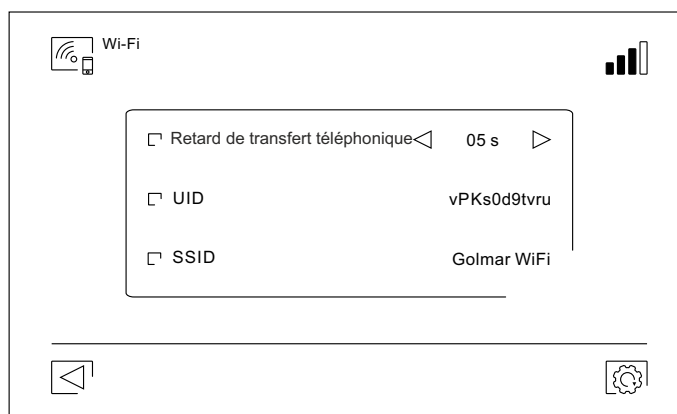 Wi-Fi
Retard de transfert téléphonique 05 s
UID vPKs0d9tvru
SSID Golmar WiFi